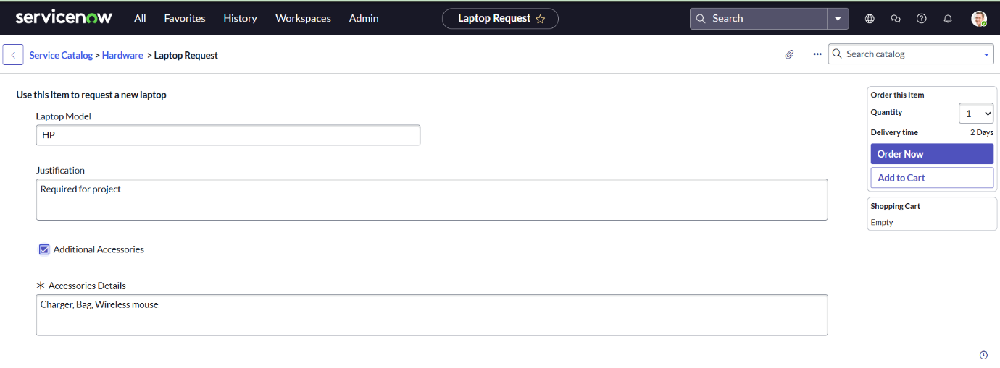 servicenow All Favorites History Workspaces Admin Laptop Request Search
Service Catalog > Hardware > Laptop Request Search catalog
Use this item to request a new laptop
Laptop Model
HP
Justification
Required for project
Additional Accessories
* Accessories Details
Charger, Bag, Wireless mouse
Order this Item
Quantity 1
Delivery time 2 Days
Order Now
Add to Cart
Shopping Cart
Empty